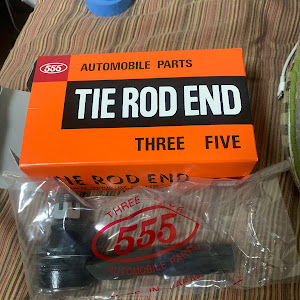 555
AUTOMOBILE PARTS
TIE ROD END
THREE FIVE
TIE ROD END
THREE
555
AUTOMOBILE PARTS